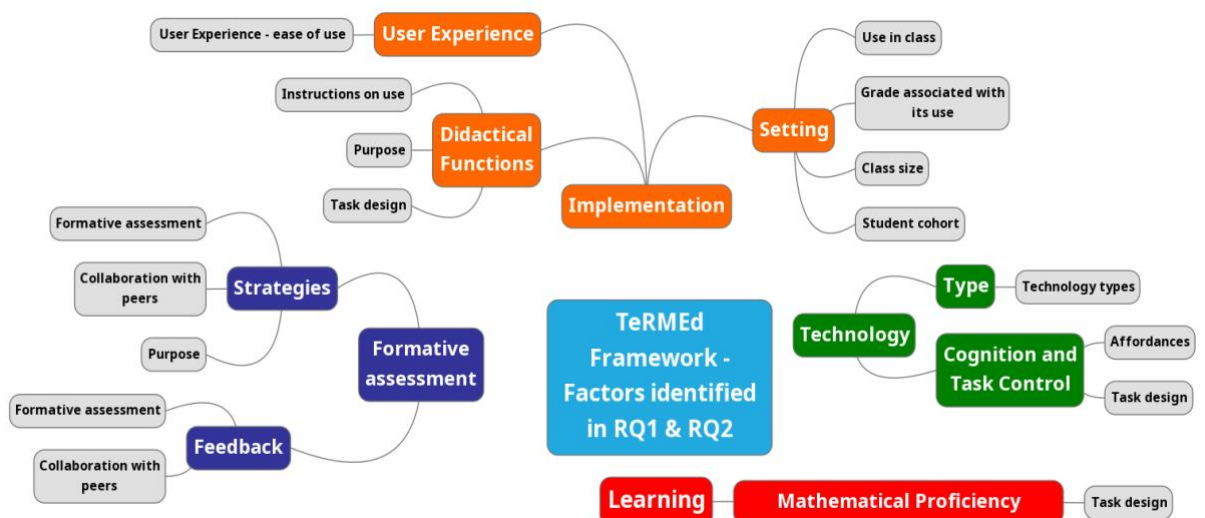 User Experience - ease of use
User Experience
Instructions on use
Purpose
Task design
Didactical
Functions
Implementation
Setting
Use in class
Grade associated with
its use
Class size
Student cohort
Formative assessment
Collaboration with
peers
Purpose
Strategies
Formative
assessment
Formative assessment
Collaboration with
peers
Feedback
TeRMEd
Framework -
Factors identified
in RQ1 & RQ2
Technology
Type
Technology types
Cognition and
Task Control
Affordances
Task design
Learning
Mathematical Proficiency
Task design